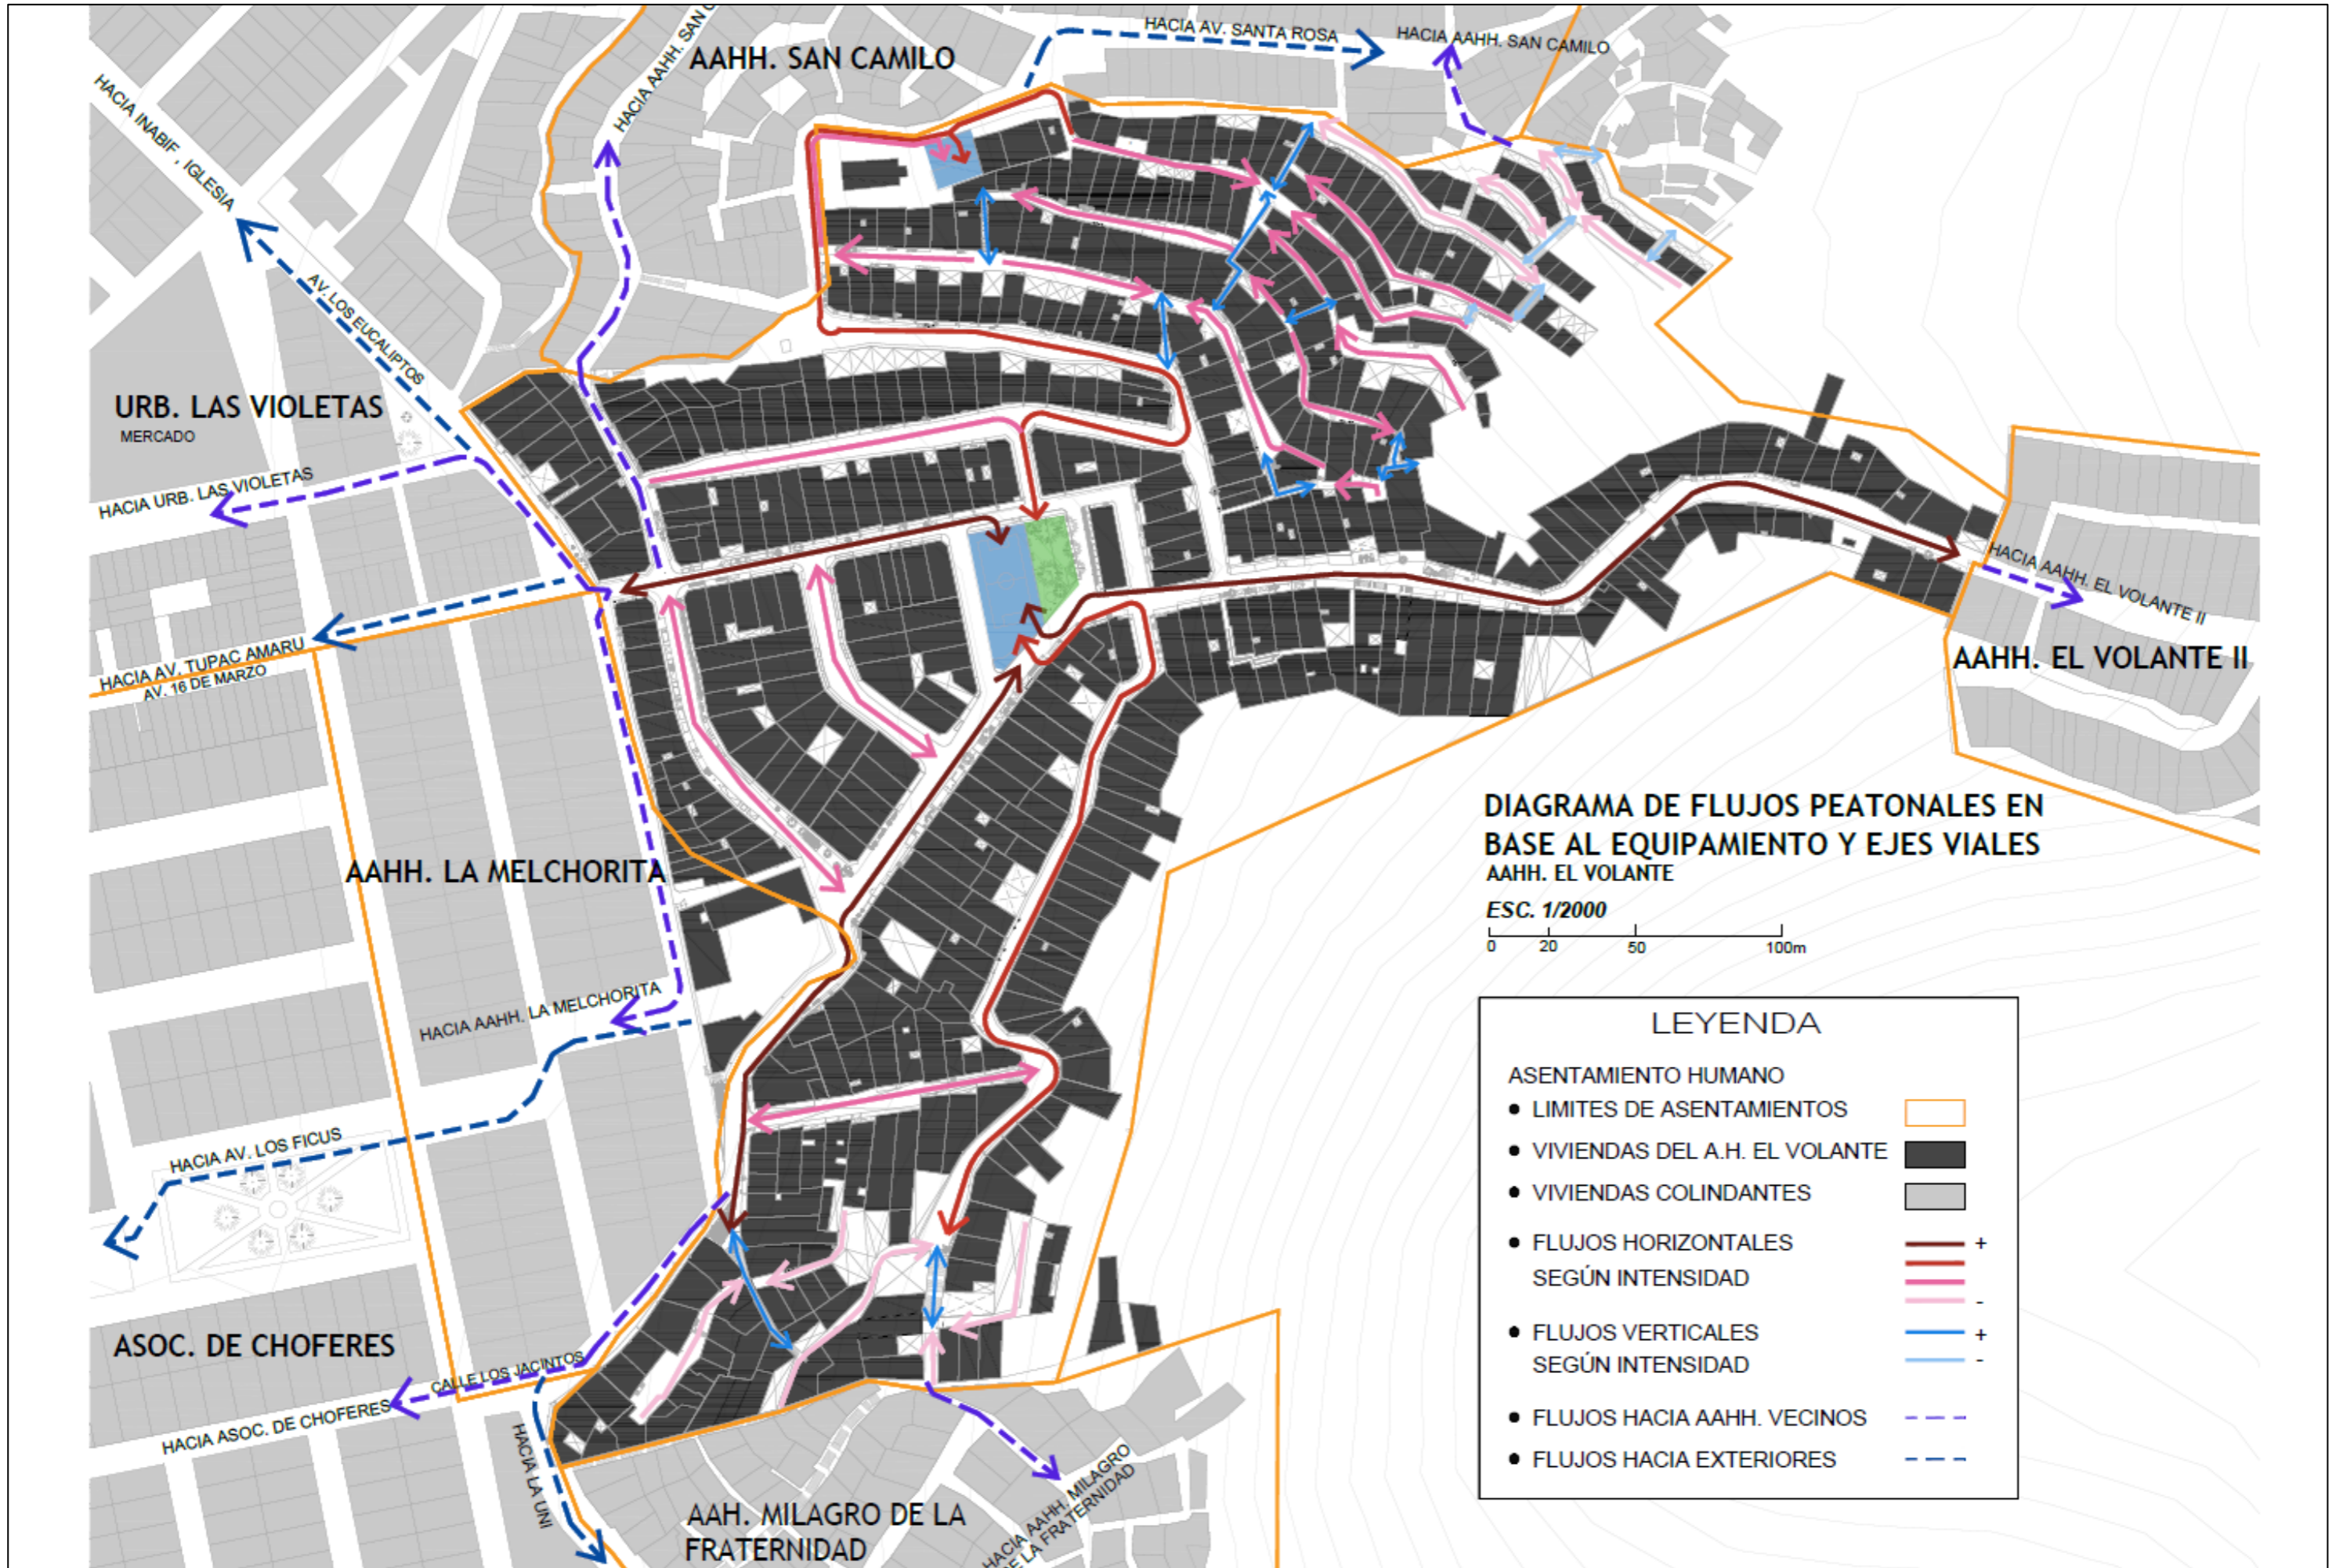 HACIA AV. SANTA ROSA
HACIA AAHH. SAN CAMILO
AAHH. SAN CAMILO
HACIA AAHH. SAN C
HACIA INABIF , IGLESIA
AV. LOS EUCALIPTOS
URB. LAS VIOLETAS
MERCADO
HACIA URB. LAS VIOLETAS
HACIA AV. TUPAC AMARU
AV. 16 DE MARZO
HACIA AAHH. EL VOLANTE II
AAHH. EL VOLANTE II
AAHH. LA MELCHORITA
HACIA AAHH. LA MELCHORITA
HACIA AV. LOS FICUS
ASOC. DE CHOFERES
CALLE LOS JACINTOS
HACIA ASOC. DE CHOFERES
HACIA LA UNI
AAH. MILAGRO DE LA
FRATERNIDAD
HACIA AAHH. MILAGRO
DE LA FRATERNIDAD
DIAGRAMA DE FLUJOS PEATONALES EN
BASE AL EQUIPAMIENTO Y EJES VIALES
AAHH. EL VOLANTE
ESC. 1/2000
0 20 50 100m
LEYENDA
ASENTAMIENTO HUMANO
• LIMITES DE ASENTAMIENTOS
• VIVIENDAS DEL A.H. EL VOLANTE
• VIVIENDAS COLINDANTES
• FLUJOS HORIZONTALES +
SEGÚN INTENSIDAD
-
• FLUJOS VERTICALES +
SEGÚN INTENSIDAD -
• FLUJOS HACIA AAHH. VECINOS
• FLUJOS HACIA EXTERIORES